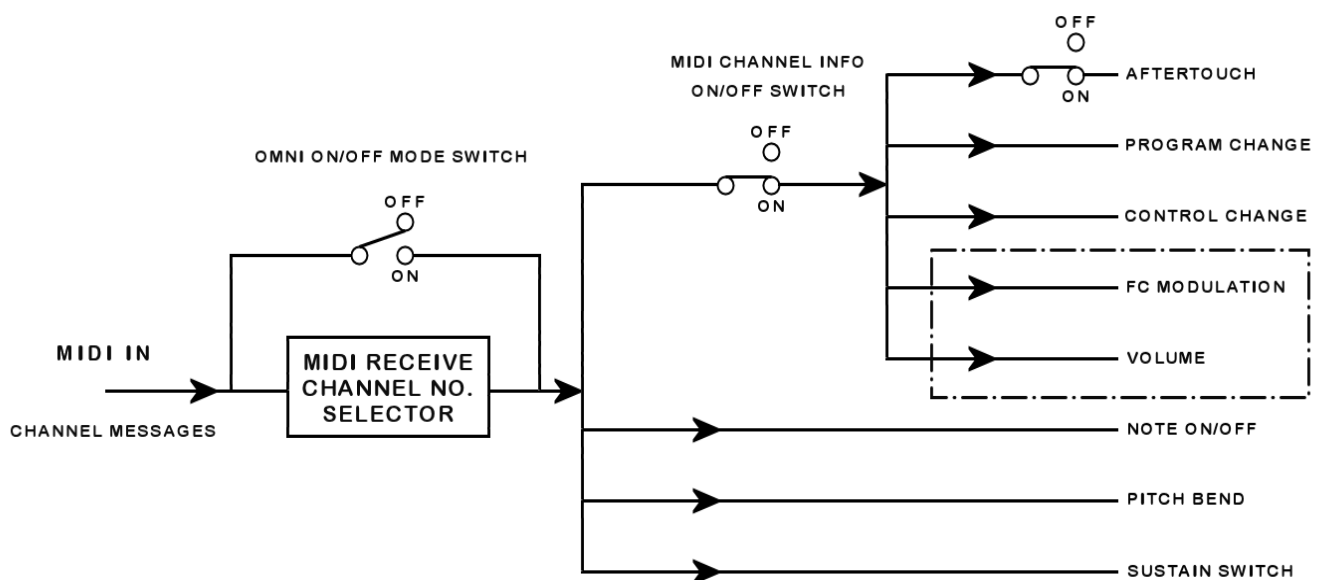 OFF
AFTERTOUCH
ON
MIDI CHANNEL INFO
ON/OFF SWITCH
OFF
ON
PROGRAM CHANGE
OMNI ON/OFF MODE SWITCH
OFF
ON
CONTROL CHANGE
FC MODULATION
VOLUME
MIDI IN
CHANNEL MESSAGES
MIDI RECEIVE
CHANNEL NO.
SELECTOR
NOTE ON/OFF
PITCH BEND
SUSTAIN SWITCH